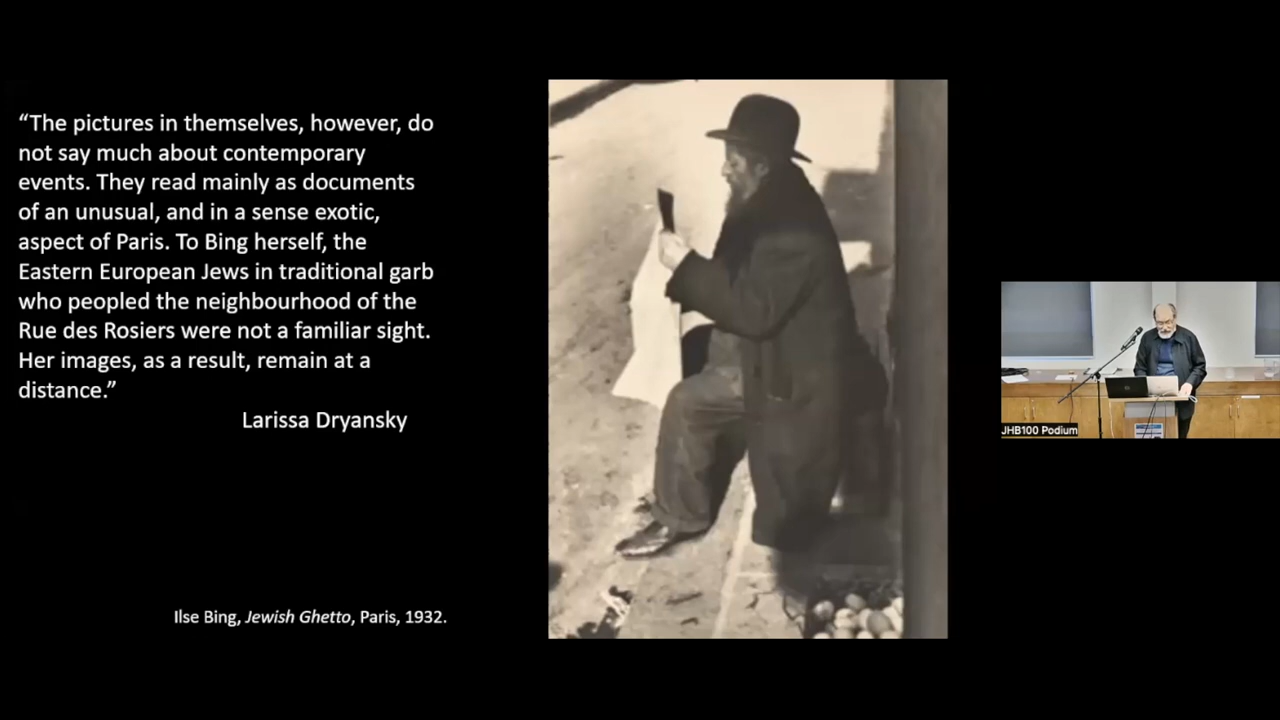 “The pictures in themselves, however, do
not say much about contemporary
events. They read mainly as documents
of an unusual, and in a sense exotic,
aspect of Paris. To Bing herself, the
Eastern European Jews in traditional garb
who peopled the neighbourhood of the
Rue des Rosiers were not a familiar sight.
Her images, as a result, remain at a
distance.”
Larissa Dryansky
Ilse Bing, Jewish Ghetto, Paris, 1932.
JHB100 Podium